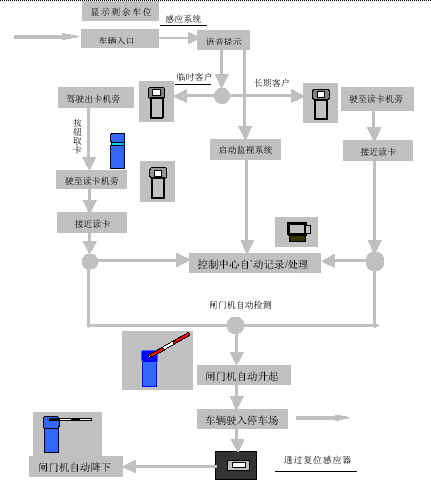 显示剩余车位
感应系统
车辆入口
语音提示
临时客户
长期客户
驾驶出卡机旁
驶至读卡机旁
按钮取卡
启动监视系统
接近读卡
驶至读卡机旁
接近读卡
控制中心自动记录/处理
闸门机自动检测
闸门机自动升起
车辆驶入停车场
闸门机自动降下
通过复位感应器